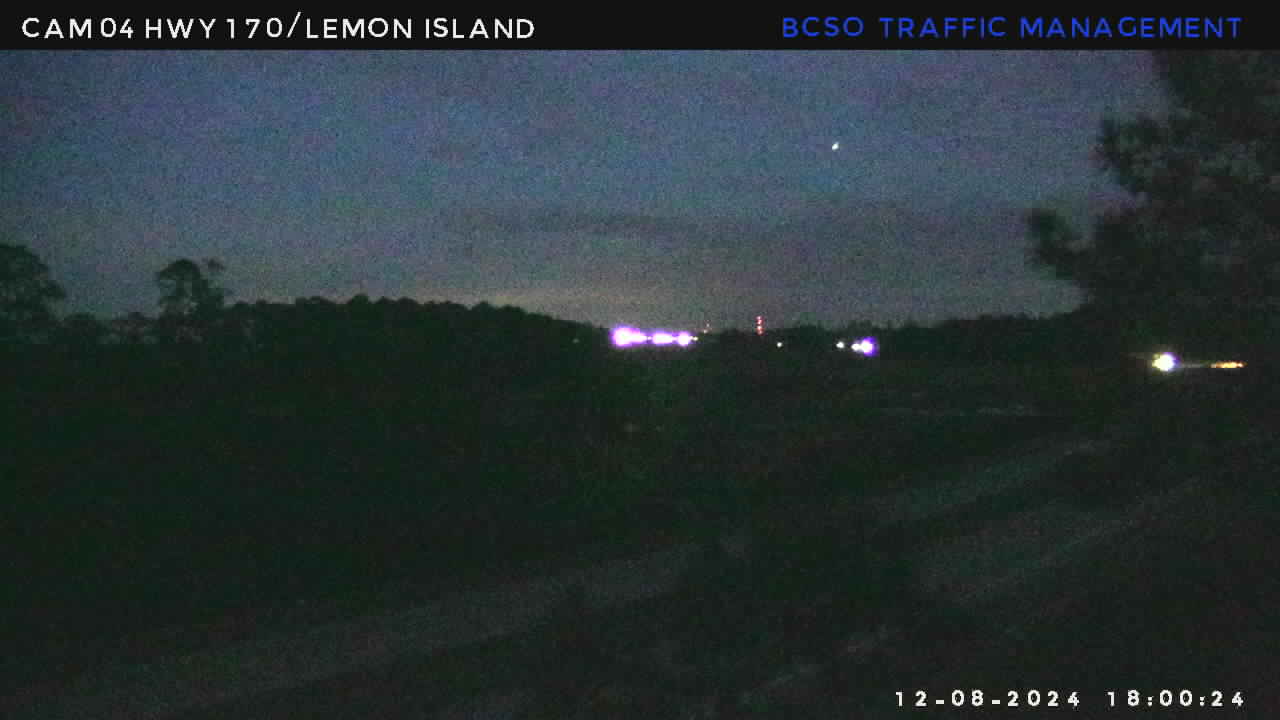 CAM04 HWY 170/LEMON ISLAND
BCSO TRAFFIC MANAGEMENT
12-08-2024 18:00:24